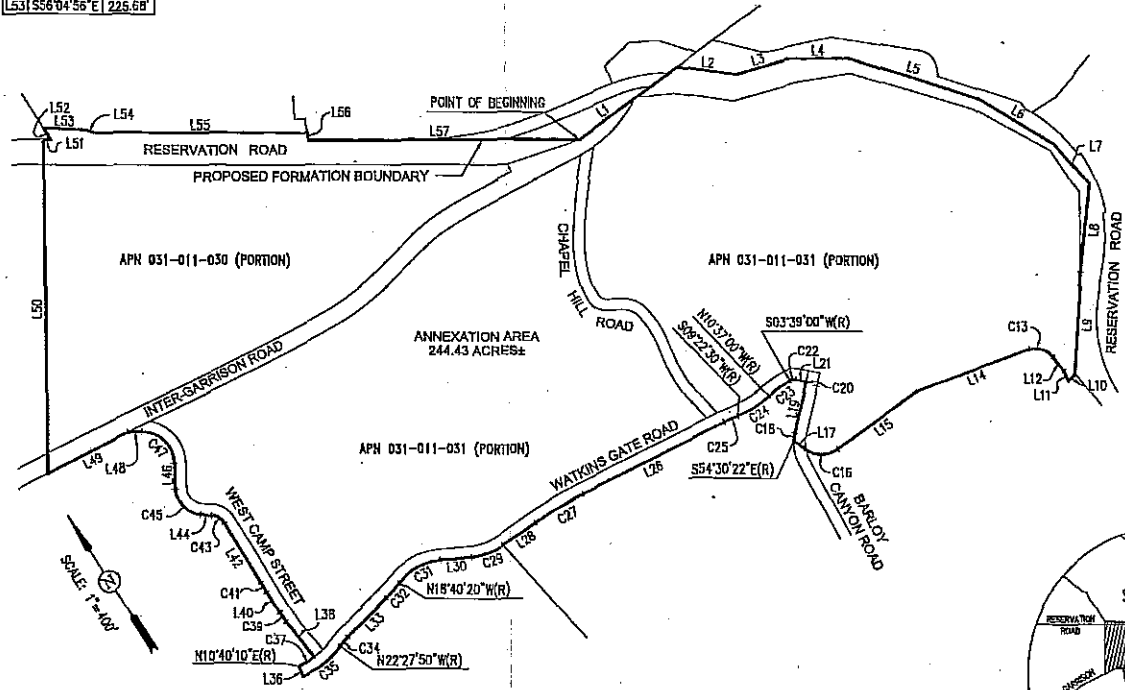 L53 S56°04'56"E 225.68'
L52
L53
L54
L51
L55
L56
L57
POINT OF BEGINNING
L1
L2
L3
L4
L5
L6
L7
L8
L9
RESERVATION ROAD
PROPOSED FORMATION BOUNDARY
RESERVATION ROAD
APN 031-011-030 (PORTION)
CHAPEL
HILL ROAD
APN 031-011-031 (PORTION)
L50
ANNEXATION AREA
244.43 ACRES±
INTER-GARRISON ROAD
N10°37'00"W(R)
S09°22'30"W(R)
S03°39'00"W(R)
C13
L12
L11
L10
L14
L15
C16
L17
C18
L19
C20
L21
C22
C23
C24
C25
L26
C27
L28
C29
L30
C31
C32
L33
C34
C35
L36
C37
L38
C39
L40
C41
L42
C43
L44
C45
L46
C47
L48
L49
APN 031-011-031 (PORTION)
WATKINS GATE ROAD
S54°30'22"E(R)
BARLOY
CANYON ROAD
WEST CAMP STREET
SCALE: 1"=400'
N
N10°40'10"E(R)
N22°27'50"W(R)
RESERVATION
ROAD
GARRISON